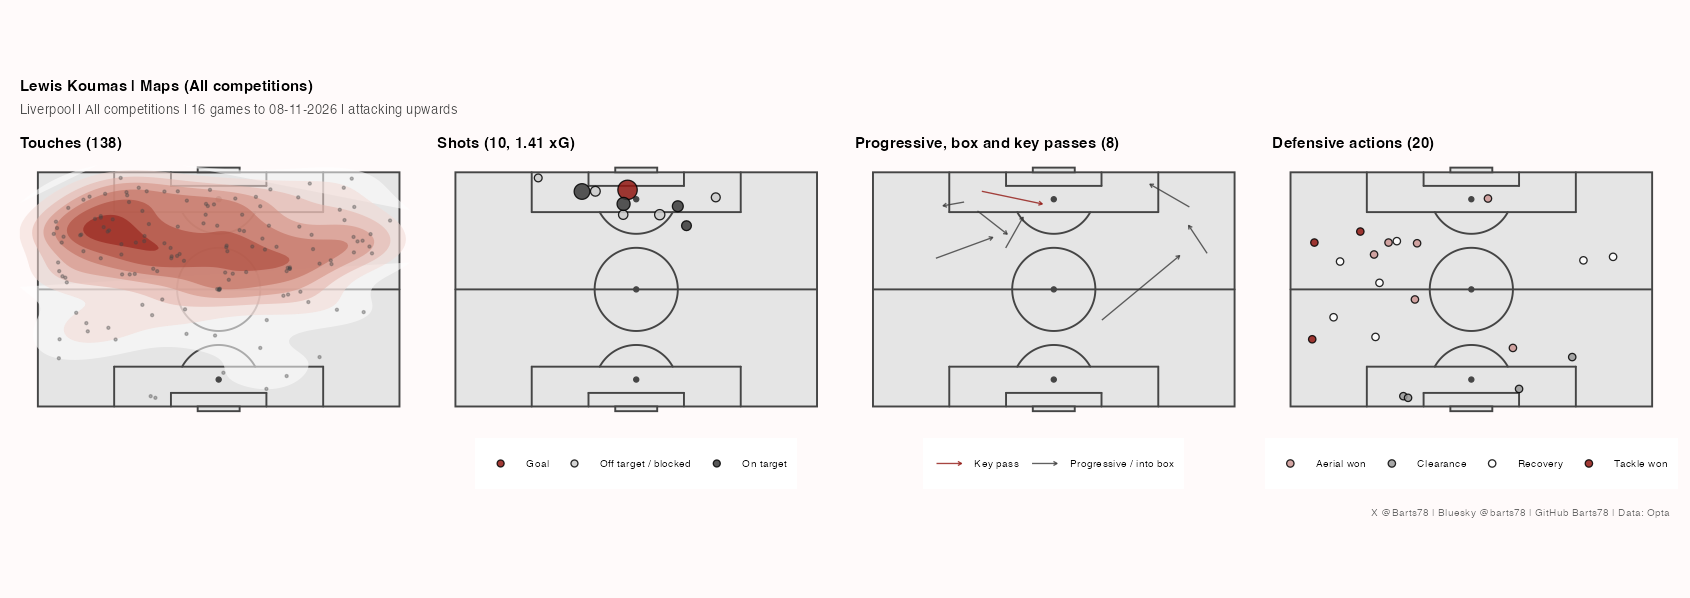 Lewis Koumas | Maps (All competitions)
Liverpool | All competitions | 16 games to 08-11-2026 | attacking upwards
Touches (138)
Shots (10, 1.41 xG)
Progressive, box and key passes (8)
Defensive actions (20)
Goal
Off target / blocked
On target
Key pass
Progressive / into box
Aerial won
Clearance
Recovery
Tackle won
X @Barts78 | Bluesky @barts78 | GitHub Barts78 | Data: Opta